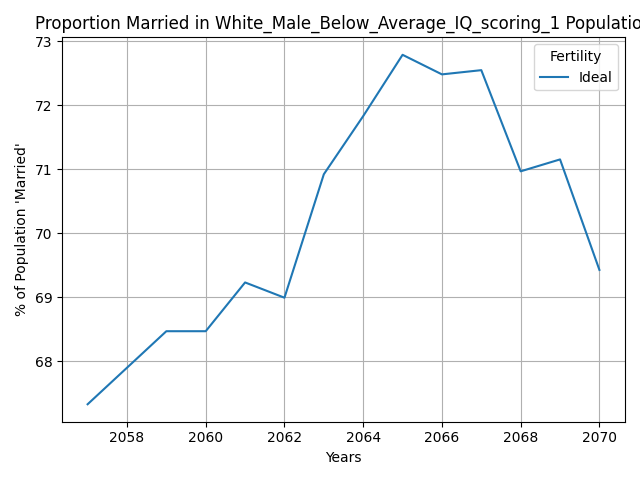 Proportion Married in White_Male_Below_Average_IQ_scoring_1 Populatio
73
72
71
70
69
68
% of Population 'Married'
Fertility
Ideal
2058 2060 2062 2064 2066 2068 2070
Years